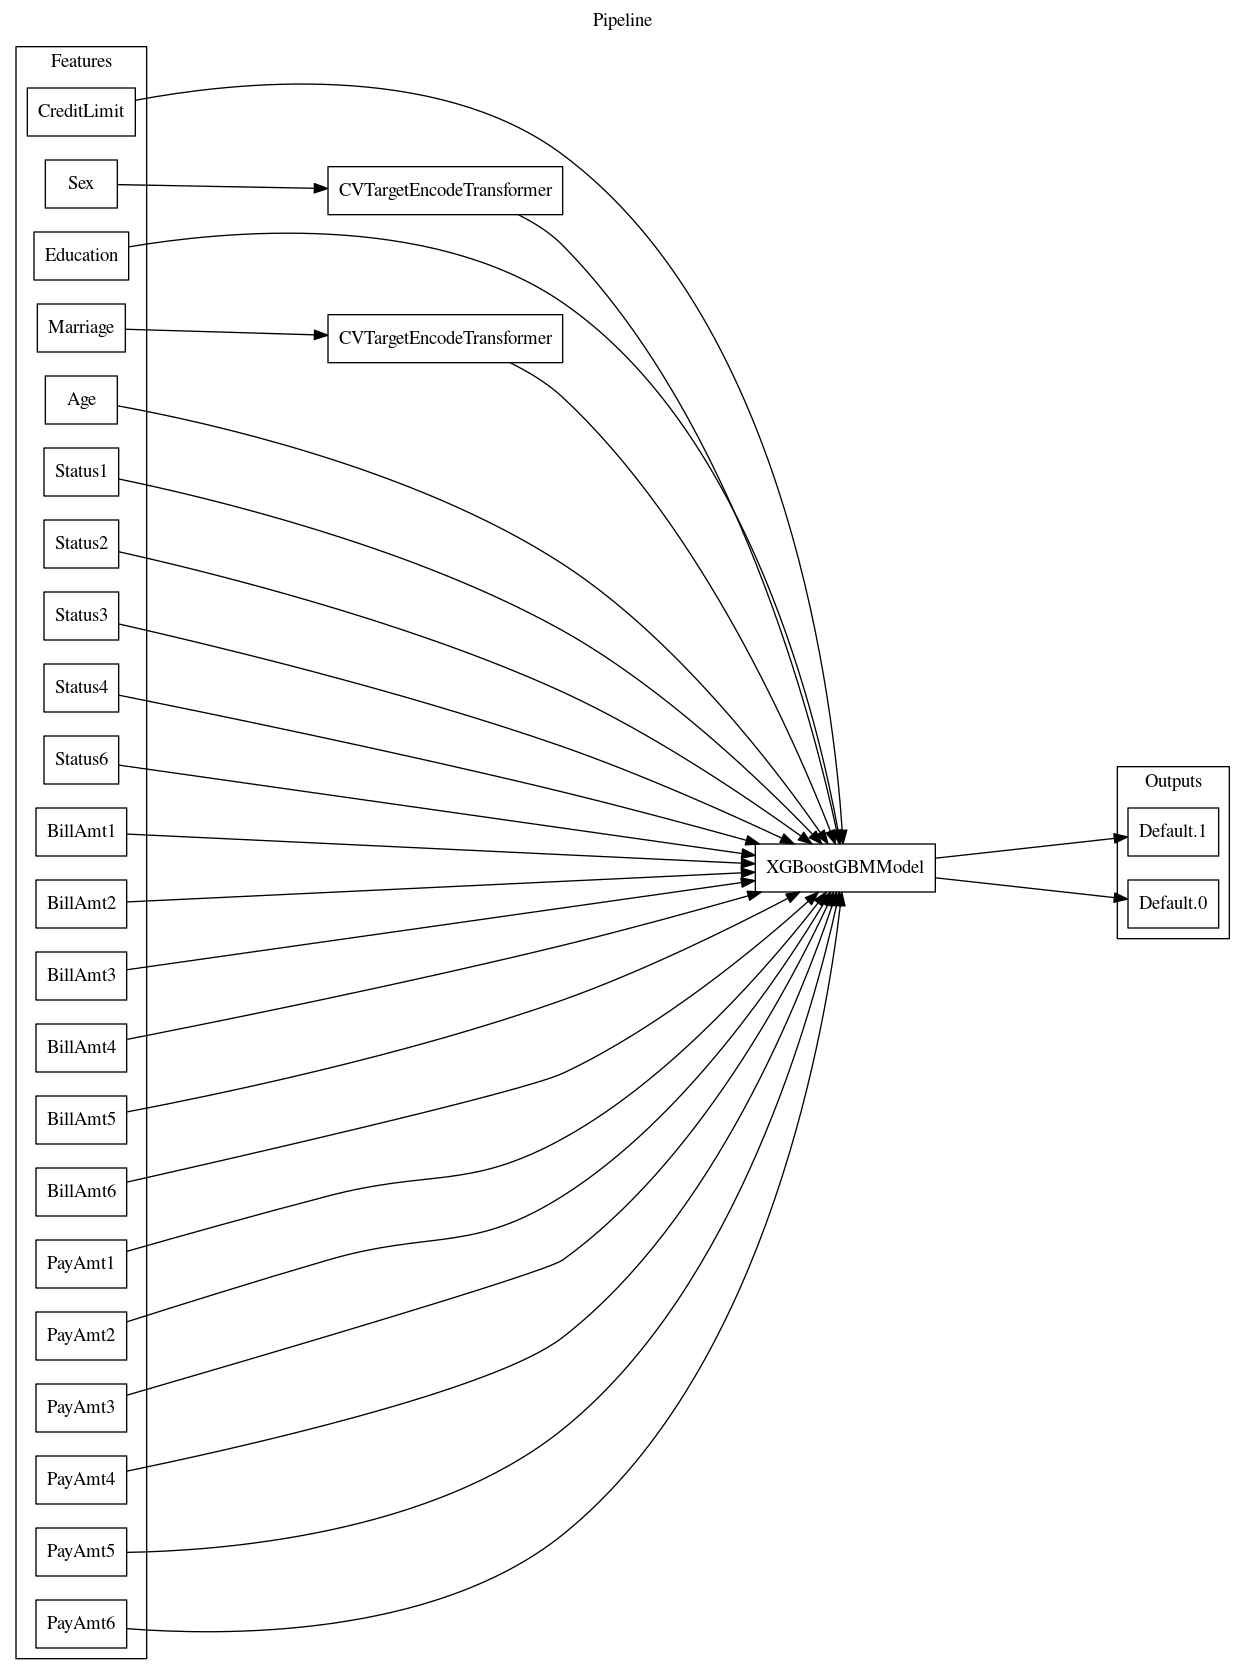 Pipeline
Features
CreditLimit
Sex
CVTargetEncodeTransformer
Education
Marriage
CVTargetEncodeTransformer
Age
Status1
Status2
Status3
Status4
Status6
BillAmt1
BillAmt2
BillAmt3
BillAmt4
BillAmt5
BillAmt6
PayAmt1
PayAmt2
PayAmt3
PayAmt4
PayAmt5
PayAmt6
XGBoostGBMModel
Outputs
Default.1
Default.0